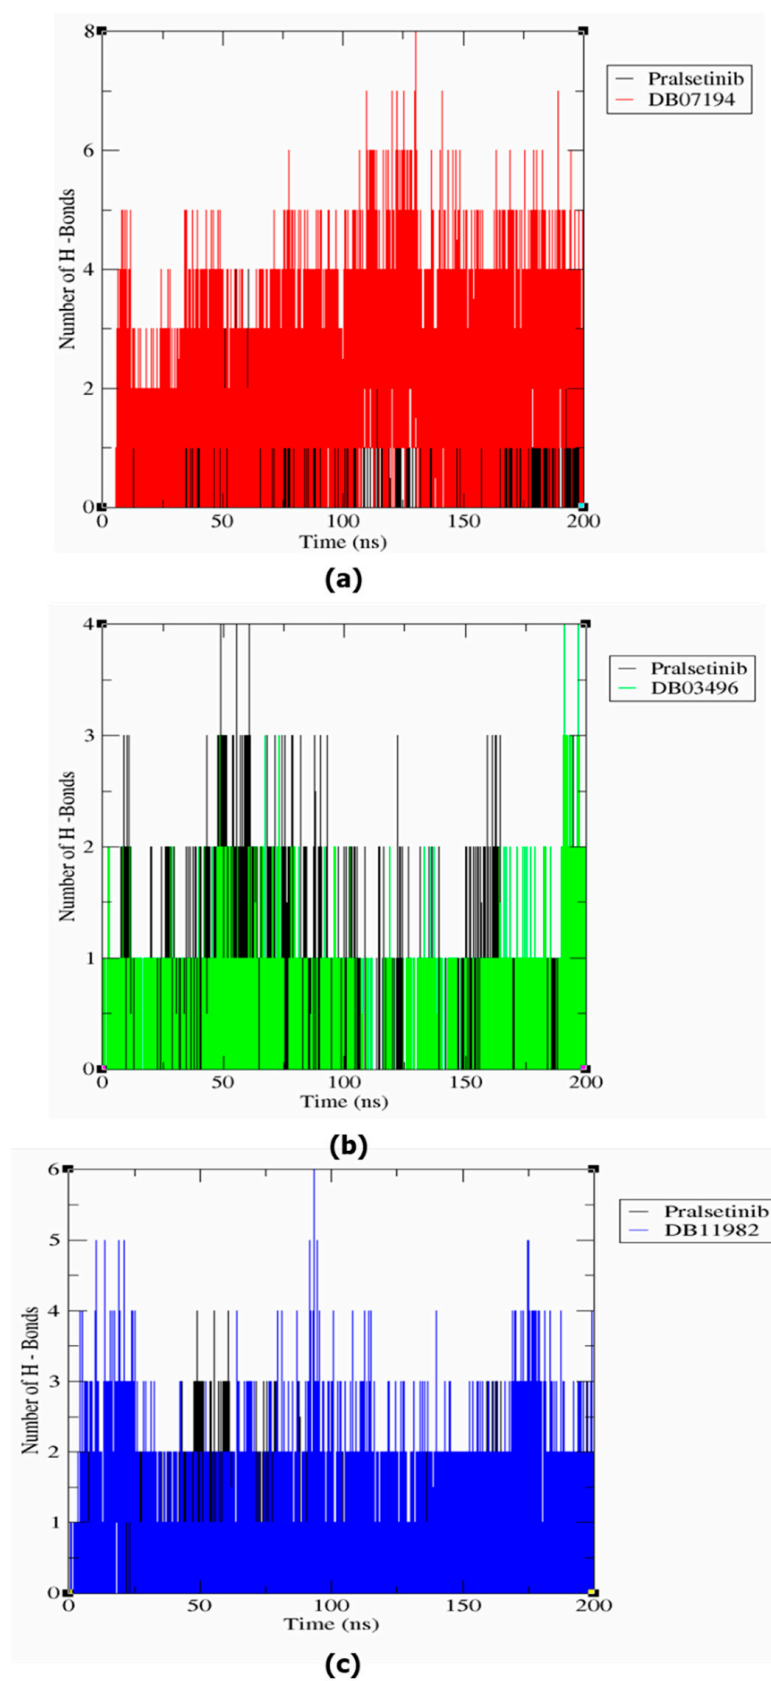 8
6
4
2
0
Number of H -Bonds
0 50 100 150 200
Time (ns)
Pralsetinib
DB07194
(a)
4
3
2
1
0
Number of H -Bonds
0 50 100 150 200
Time (ns)
Pralsetinib
DB03496
(b)
6
5
4
3
2
1
0
Number of H - Bonds
0 50 100 150 200
Time (ns)
Pralsetinib
DB11982
(c)